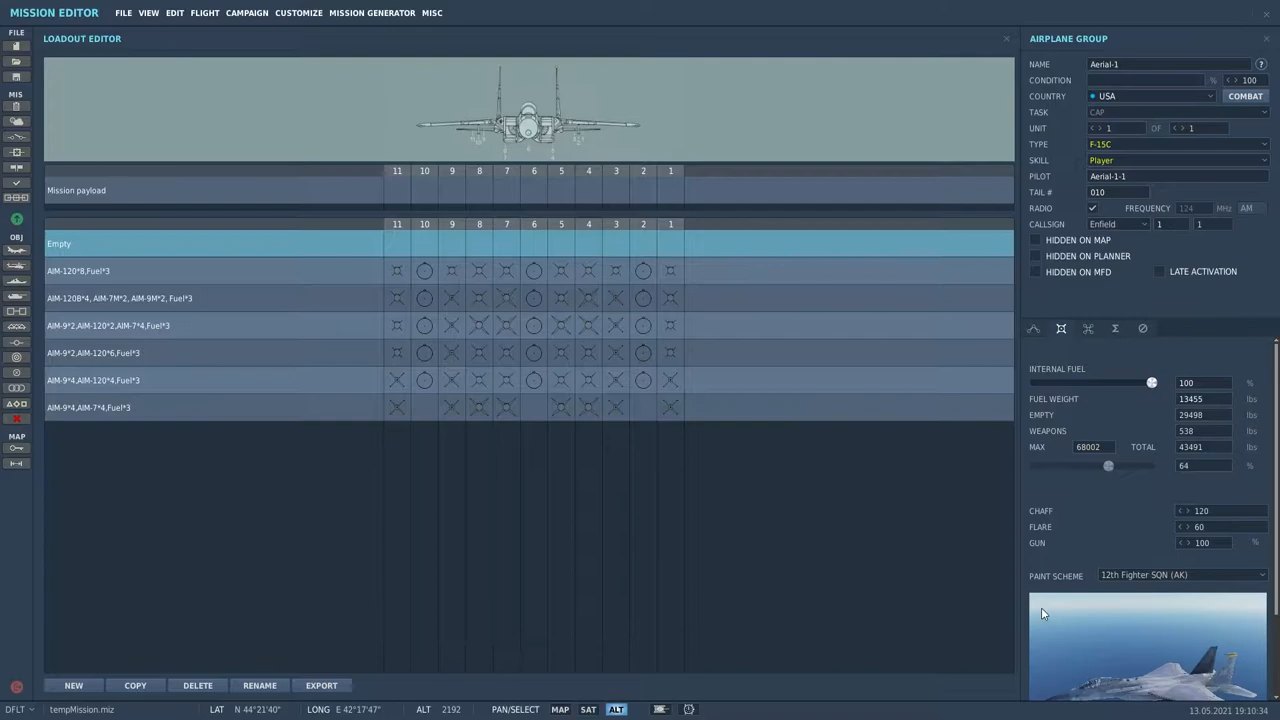 MISSION EDITOR FILE VIEW EDIT FLIGHT CAMPAIGN CUSTOMIZE MISSION GENERATOR MISC
FILE
MIS
OBJ
MAP
LOADOUT EDITOR
11 10 9 8 7 6 5 4 3 2 1
Mission payload
11 10 9 8 7 6 5 4 3 2 1
Empty
AIM-120*8,Fuel*3
AIM-120B*4, AIM-7M*2, AIM-9M*2, Fuel*3
AIM-9*2,AIM-120*2,AIM-7*4,Fuel*3
AIM-9*2,AIM-120*6,Fuel*3
AIM-9*4,AIM-120*4,Fuel*3
AIM-9*4,AIM-7*4,Fuel*3
NEW COPY DELETE RENAME EXPORT
AIRPLANE GROUP
NAME Aerial-1 ?
CONDITION % < > 100
COUNTRY USA COMBAT
TASK CAP
UNIT < > 1 OF < > 1
TYPE F-15C
SKILL Player
PILOT Aerial-1-1
TAIL # 010
RADIO FREQUENCY 124 MHz AM
CALLSIGN Enfield 1 1
HIDDEN ON MAP
HIDDEN ON PLANNER
HIDDEN ON MFD LATE ACTIVATION
INTERNAL FUEL
100 %
FUEL WEIGHT 13455 lbs
EMPTY 29498 lbs
WEAPONS 538 lbs
MAX 68002 TOTAL 43491 lbs
64 %
CHAFF < > 120
FLARE < > 60
GUN < > 100 %
PAINT SCHEME 12th Fighter SQN (AK)
DFLT tempMission.miz LAT N 44°21'40" LONG E 42°17'47" ALT 2192 PAN/SELECT MAP SAT ALT 13.05.2021 19:10:34